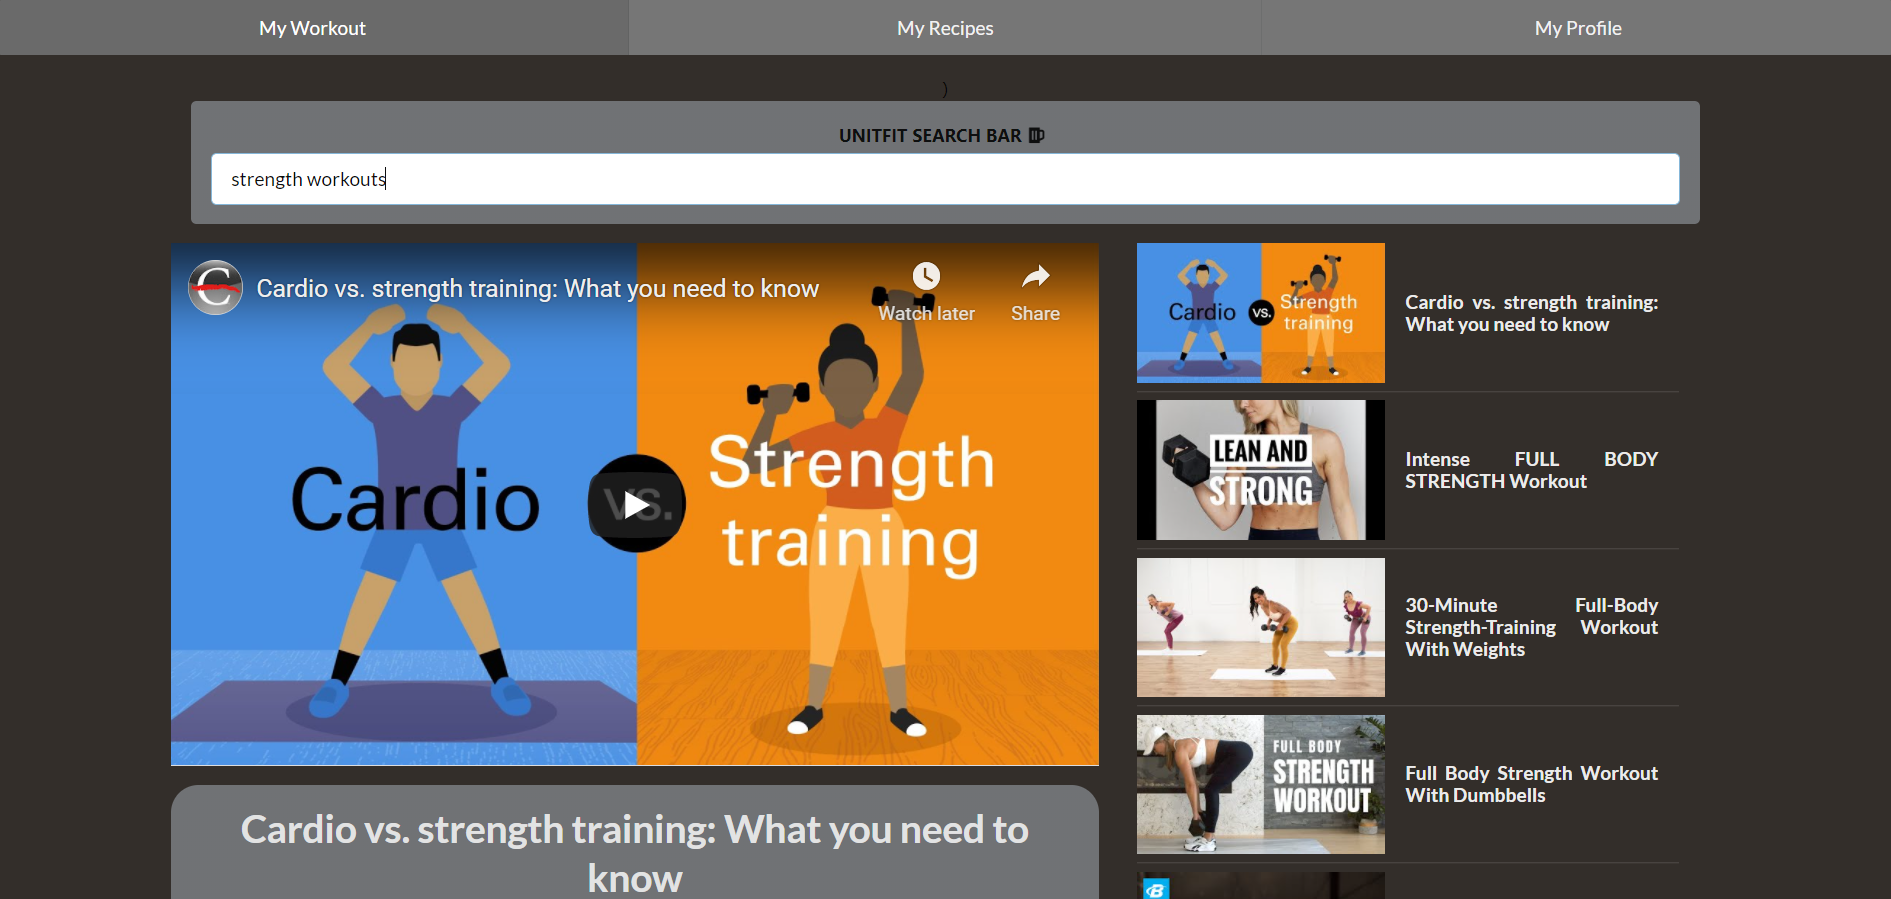 My Workout
My Recipes
My Profile
)
UNITFIT SEARCH BAR
strength workouts
C
Cardio vs. strength training: What you need to know
Watch later
Share
Cardio
vs.
Strength
training
Cardio vs. strength training: What you need to
know
Cardio
vs.
Strength
training
Cardio vs. strength training:
What you need to know
LEAN AND
STRONG
Intense FULL BODY
STRENGTH Workout
30-Minute Full-Body
Strength-Training Workout
With Weights
FULL BODY
STRENGTH
WORKOUT
Full Body Strength Workout
With Dumbbells
B